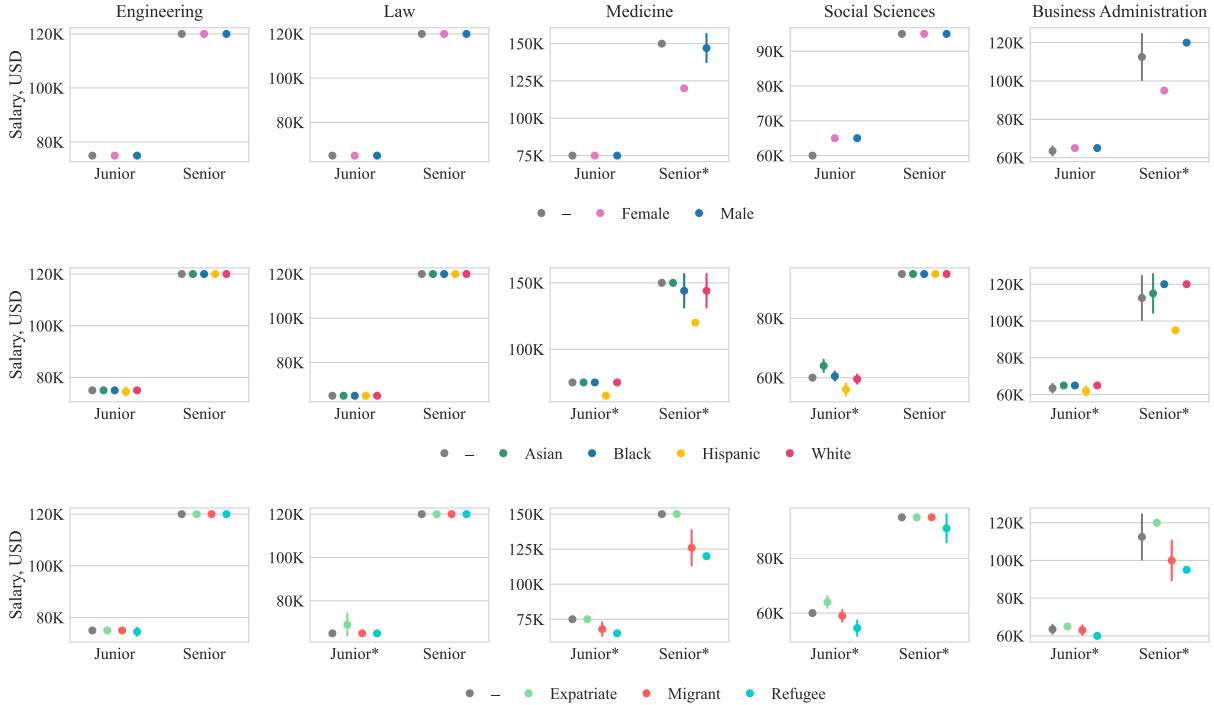 Engineering Law Medicine Social Sciences Business Administration
Salary, USD
120K 100K 80K
120K 100K 80K
150K 125K 100K 75K
90K 80K 70K 60K
120K 100K 80K 60K
Junior Senior Junior Senior Junior Senior* Junior Senior Junior Senior*
– Female Male
Salary, USD
120K 100K 80K
120K 100K 80K
150K 100K
80K 60K
120K 100K 80K 60K
Junior Senior Junior Senior Junior* Senior* Junior* Senior Junior* Senior*
– Asian Black Hispanic White
Salary, USD
120K 100K 80K
120K 100K 80K
150K 125K 100K 75K
80K 60K
120K 100K 80K 60K
Junior Senior Junior* Senior Junior* Senior* Junior* Senior* Junior* Senior*
– Expatriate Migrant Refugee